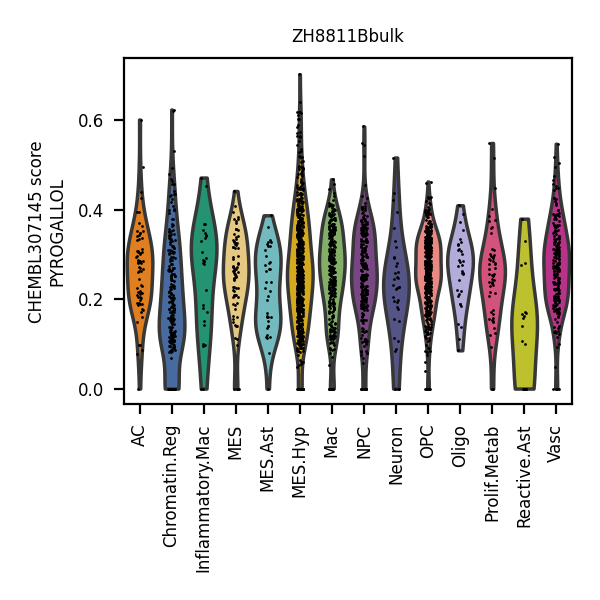 ZH8811Bbulk
CHEMBL307145 score
PYROGALLOL
0.6
0.4
0.2
0.0
AC
Chromatin.Reg
Inflammatory.Mac
MES
MES.Ast
MES.Hyp
Mac
NPC
Neuron
OPC
Oligo
Prolif.Metab
Reactive.Ast
Vasc